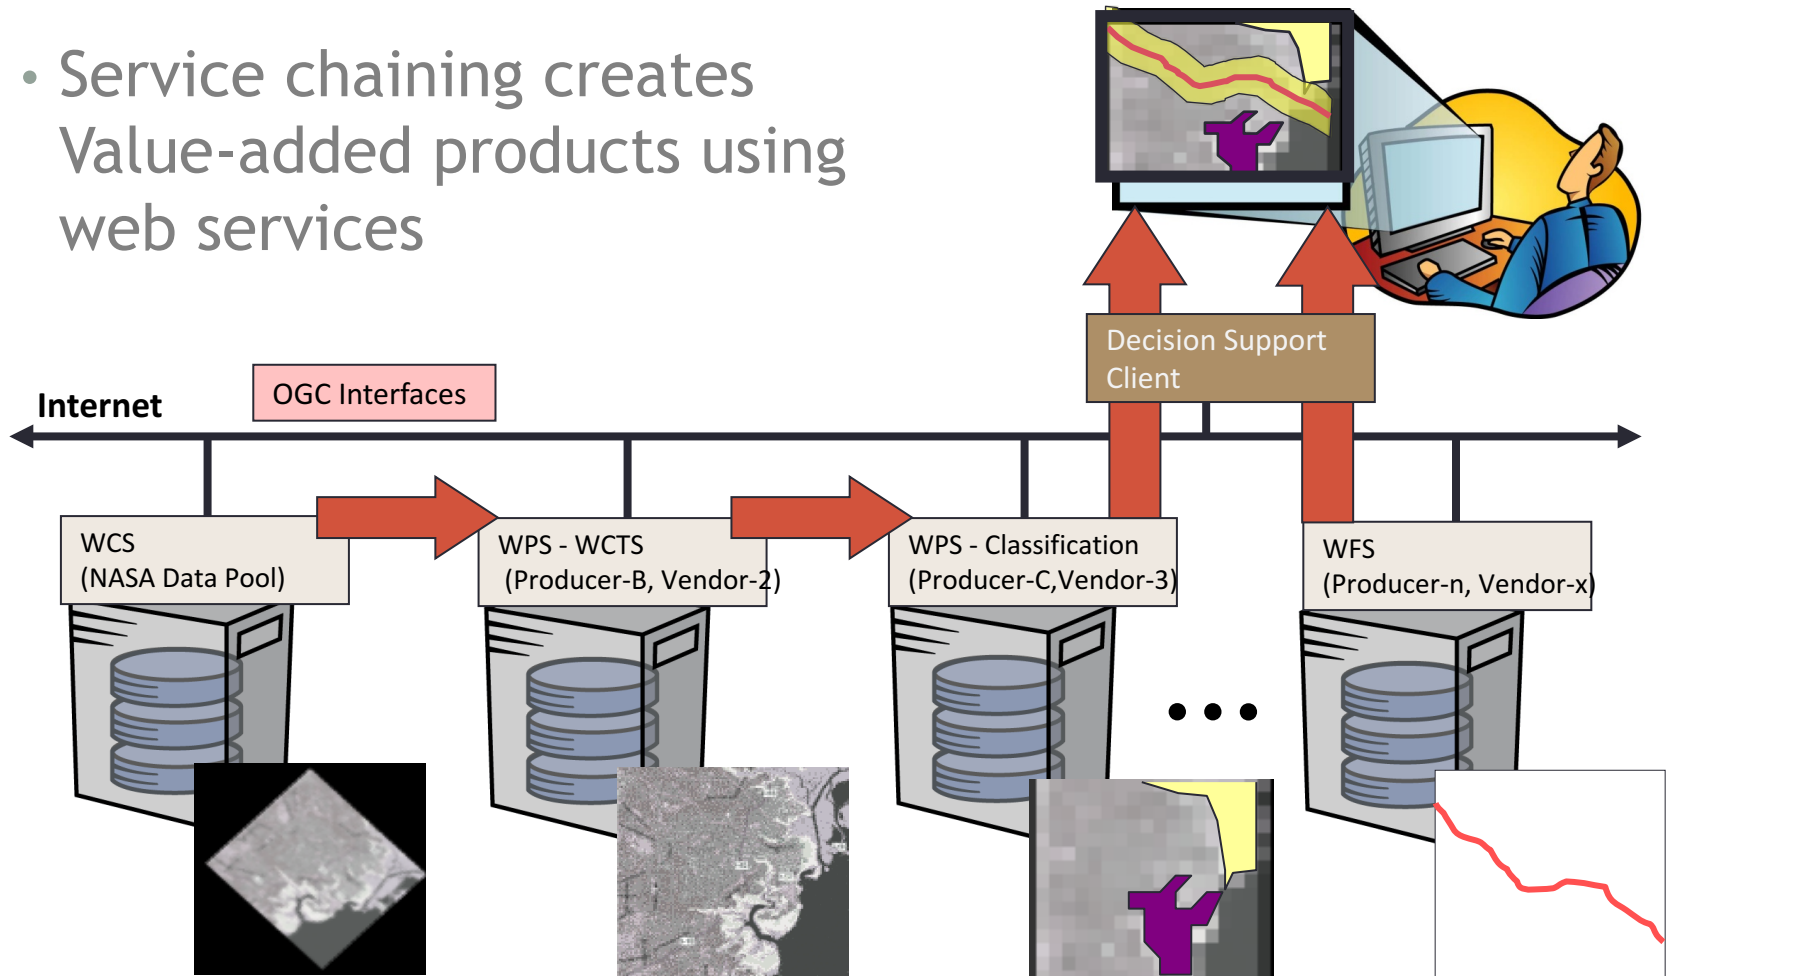 • Service chaining creates
Value-added products using
web services
Decision Support
Client
OGC Interfaces
Internet
WCS
(NASA Data Pool)
WPS - WCTS
(Producer-B, Vendor-2)
WPS - Classification
(Producer-C,Vendor-3)
WFS
(Producer-n, Vendor-x)